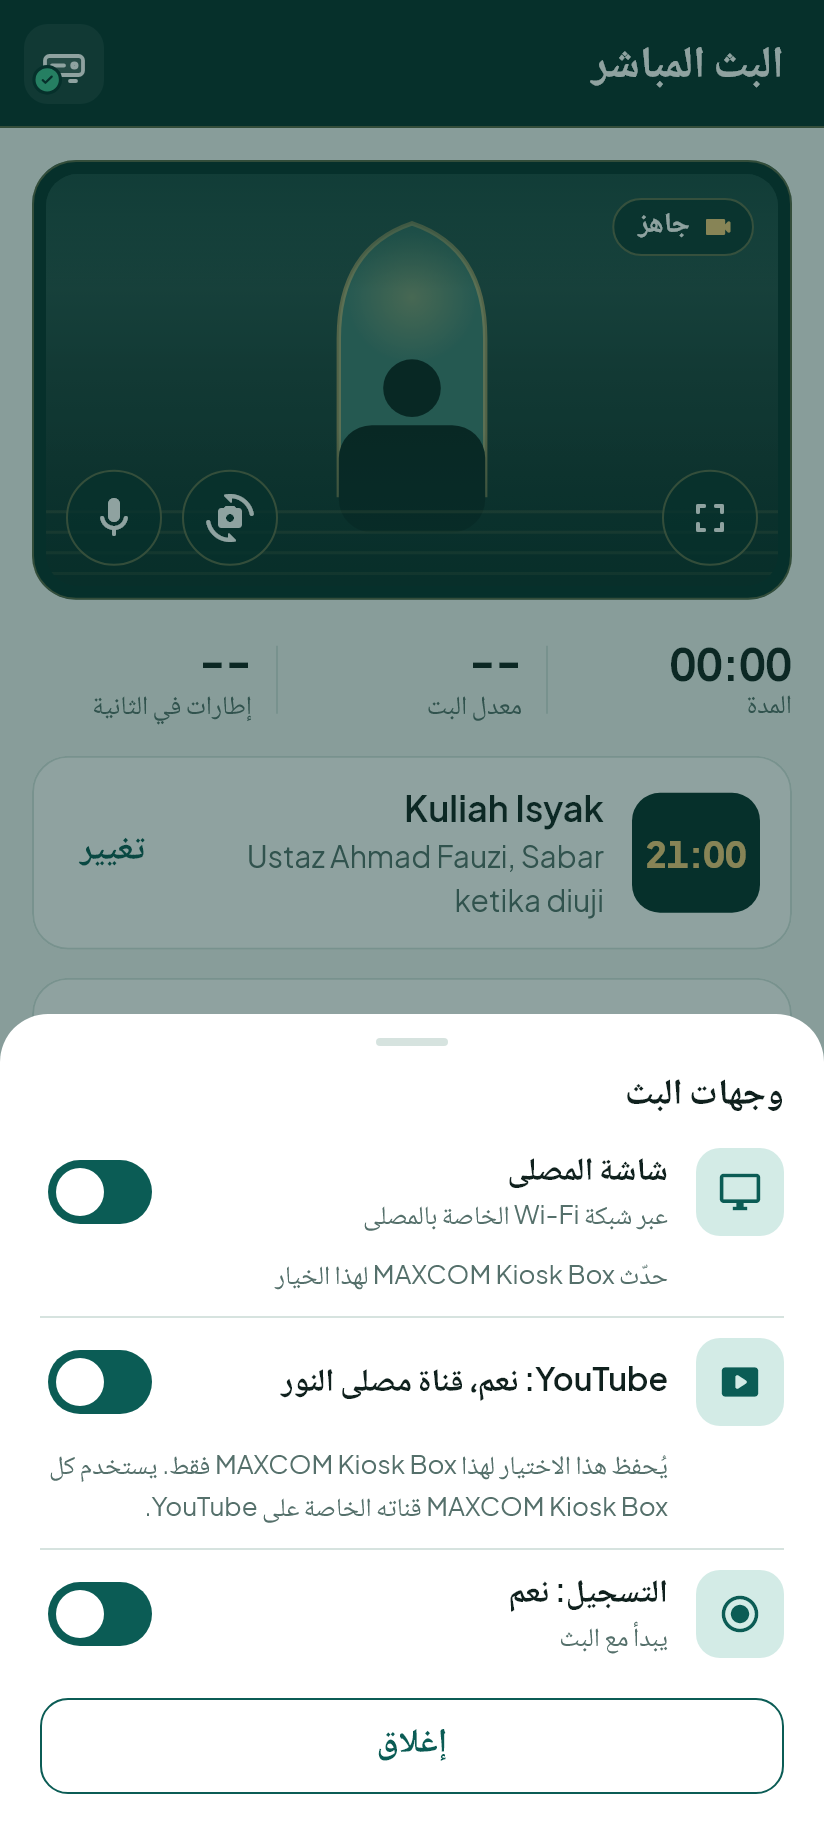 البث المباشر
جاهز
00:00
المدة
--
معدل البت
--
إطارات في الثانية
21:00
Kuliah Isyak
Ustaz Ahmad Fauzi, Sabar
ketika diuji
تغيير
وجهات البث
شاشة المصلى
عبر شبكة Wi-Fi الخاصة بالمصلى
حدّث MAXCOM Kiosk Box لهذا الخيار
YouTube: نعم، قناة مصلى النور
يُحفظ هذا الاختيار لهذا MAXCOM Kiosk Box فقط. يستخدم كل
MAXCOM Kiosk Box قناته الخاصة على YouTube.
التسجيل: نعم
يبدأ مع البث
إغلاق